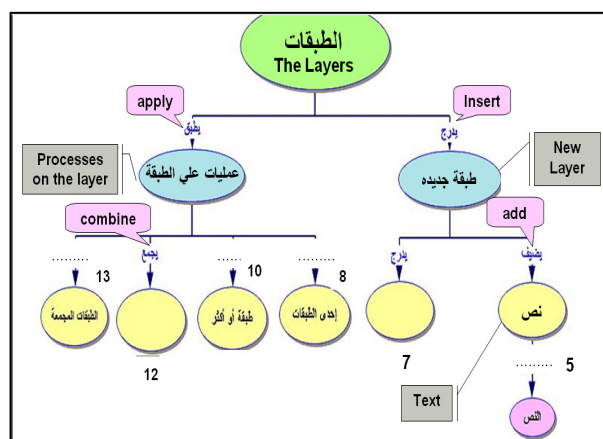 الطبقات
The Layers
apply
Insert
يطبق
يدرج
Processes
on the layer
عمليات علي الطبقة
طبقة جديده
New
Layer
combine
add
.........
يجمع
......
.........
يدرج
يضيف
13
10
8
الطبقات المجمعة
طبقة أو أكثر
إحدى الطبقات
نص
12
7
Text
......... 5
النص